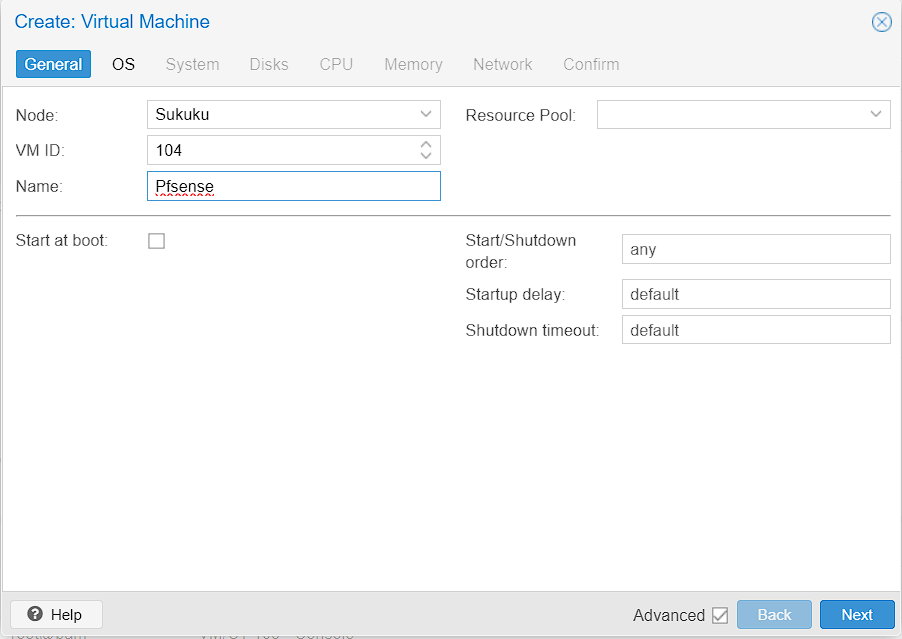 Create: Virtual Machine
General OS System Disks CPU Memory Network Confirm
Node: Sukuku Resource Pool:
VM ID: 104
Name: Pfsense
Start at boot: Start/Shutdown order: any
Startup delay: default
Shutdown timeout: default
Help Advanced Back Next